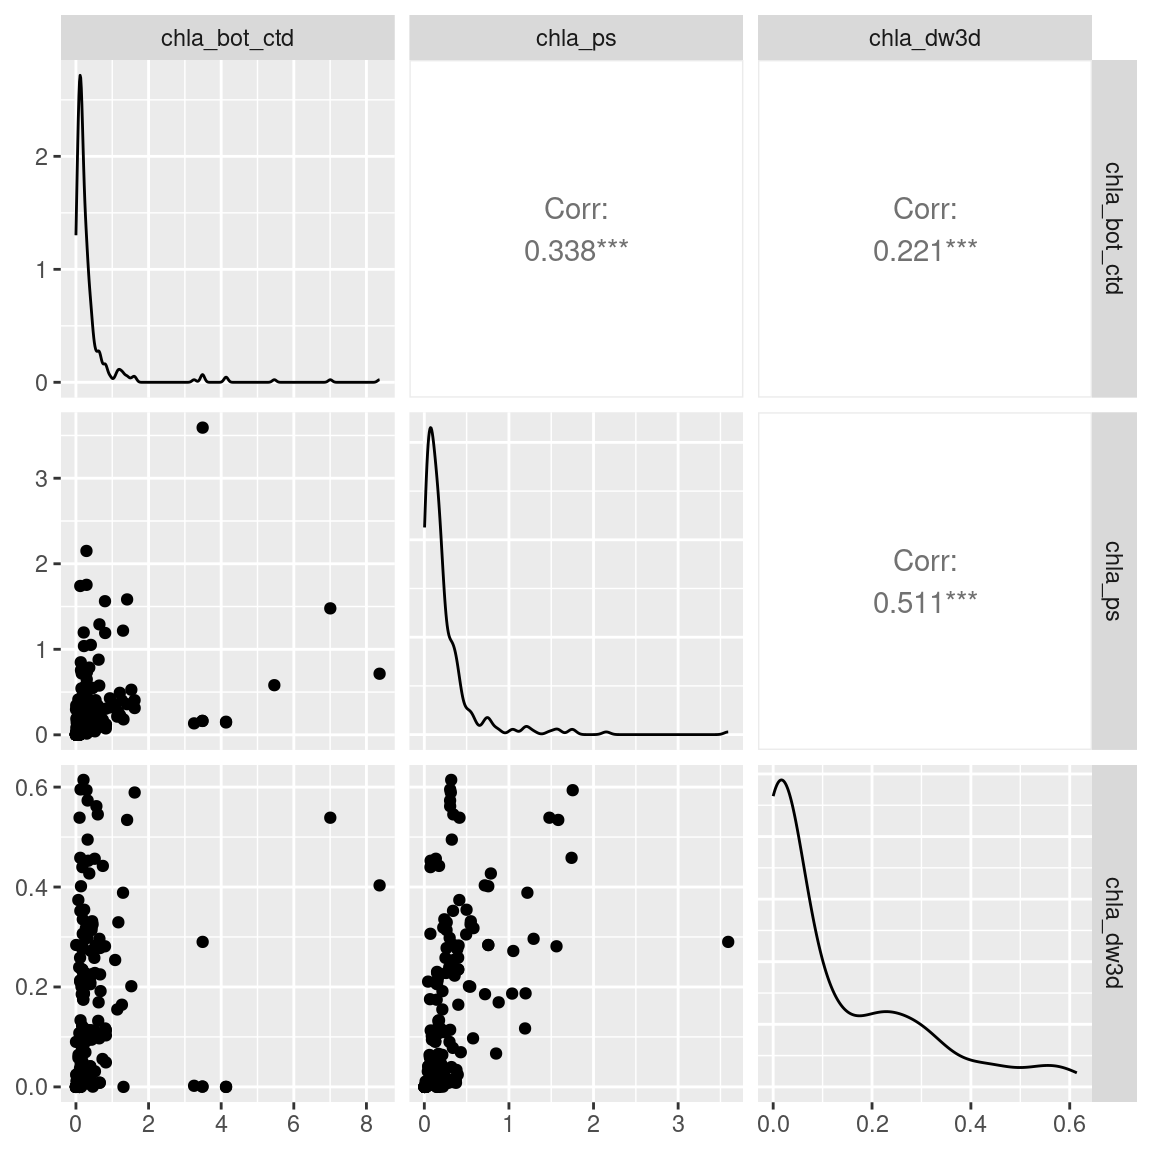 chla_bot_ctd
chla_ps
chla_dw3d
2
1
0
Corr:
0.338***
Corr:
0.221***
chla_bot_ctd
3
2
1
0
Corr:
0.511***
chla_ps
0.6
0.4
0.2
0.0
chla_dw3d
0 2 4 6 8
0 1 2 3
0.0 0.2 0.4 0.6